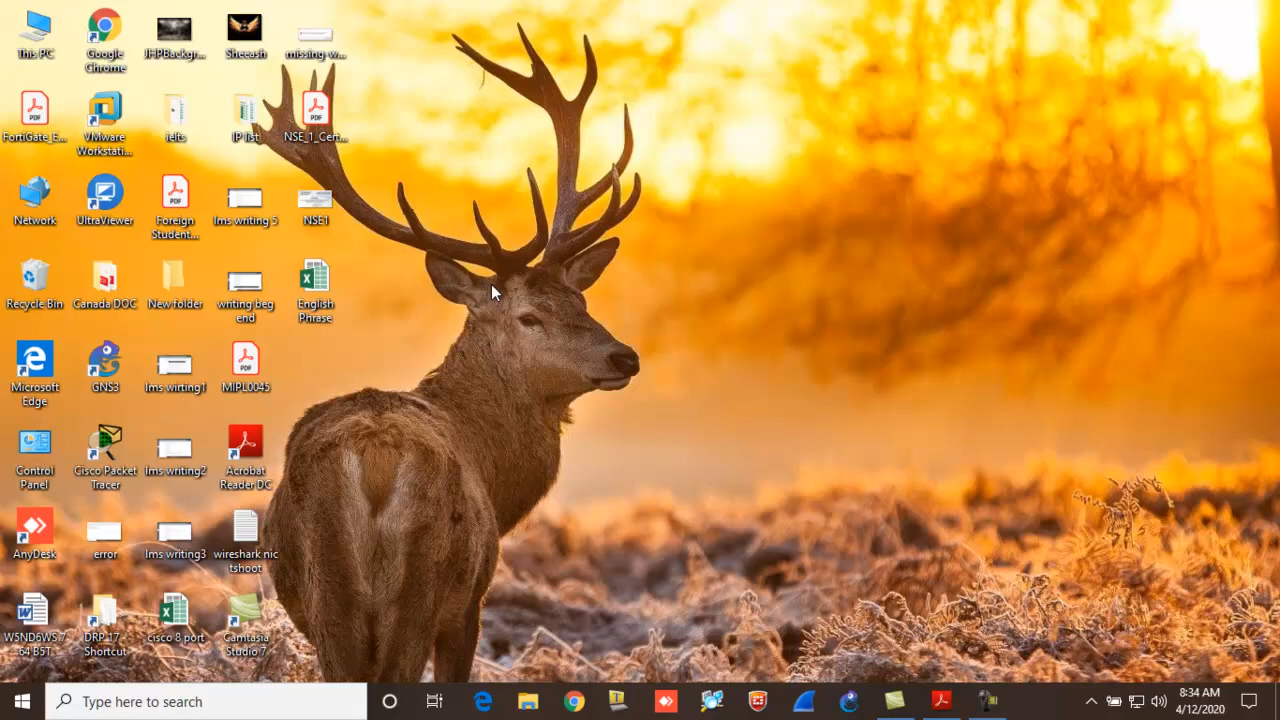 This PC
Google
Chrome
JHPBackgr...
Sheeash
missing-w...
FortiGate_E...
VMware
Workstati...
ielts
IP list
NSE_1_Cert...
Network
UltraViewer
Foreign
Student...
lms writing 5
NSE1
Recycle Bin
Canada DOC
New folder
writing beg
end
English
Phrase
Microsoft
Edge
GNS3
lms wirting1
MIPL0045
Control
Panel
Cisco Packet
Tracer
lms writing2
Acrobat
Reader DC
AnyDesk
error
lms writing3
wireshark nic
tshoot
W5ND6WS 7
64 BST
DRP 17
Shortcut
cisco 8 port
Camtasia
Studio 7
Type here to search
8:34 AM
4/12/2020